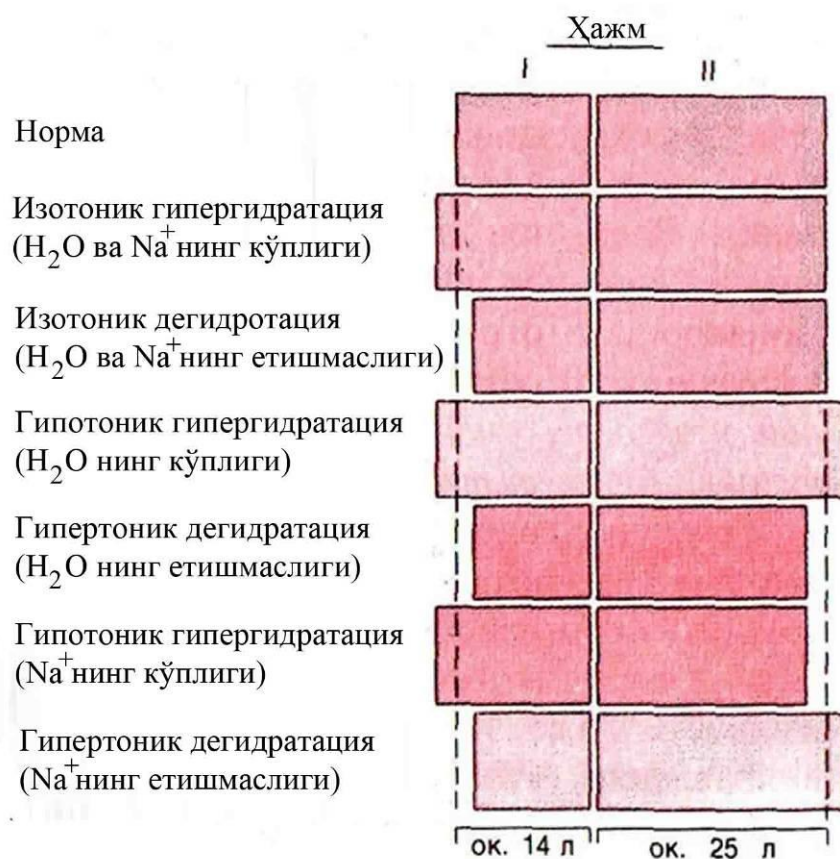 Ҳажм
I II
Норма
Изотоник гипергидратация
(H₂O ва Na⁺нинг кўплиги)
Изотоник дегидротация
(H₂O ва Na⁺нинг етишмаслиги)
Гипотоник гипергидратация
(H₂O нинг кўплиги)
Гипертоник дегидратация
(H₂O нинг етишмаслиги)
Гипотоник гипергидратация
(Na⁺нинг кўплиги)
Гипертоник дегидратация
(Na⁺нинг етишмаслиги)
ок. 14 л ок. 25 л